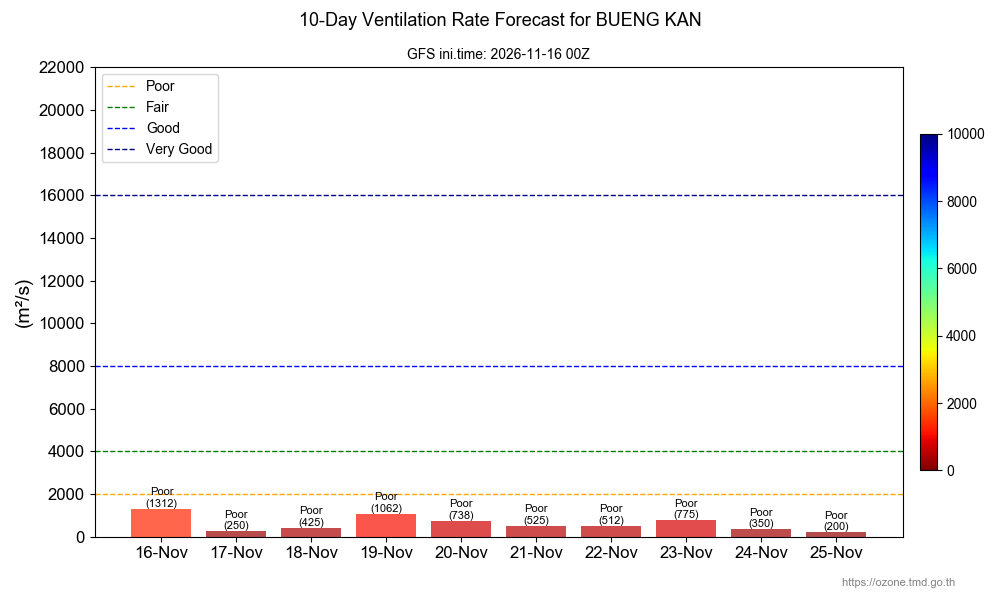 10-Day Ventilation Rate Forecast for BUENG KAN
GFS ini.time: 2026-11-16 00Z
22000
20000
18000
16000
14000
12000
10000
8000
6000
4000
2000
0
(m²/s)
Poor
Fair
Good
Very Good
Poor
(1312)
Poor
(250)
Poor
(425)
Poor
(1062)
Poor
(738)
Poor
(525)
Poor
(512)
Poor
(775)
Poor
(350)
Poor
(200)
16-Nov 17-Nov 18-Nov 19-Nov 20-Nov 21-Nov 22-Nov 23-Nov 24-Nov 25-Nov
10000
8000
6000
4000
2000
0
https://ozone.tmd.go.th